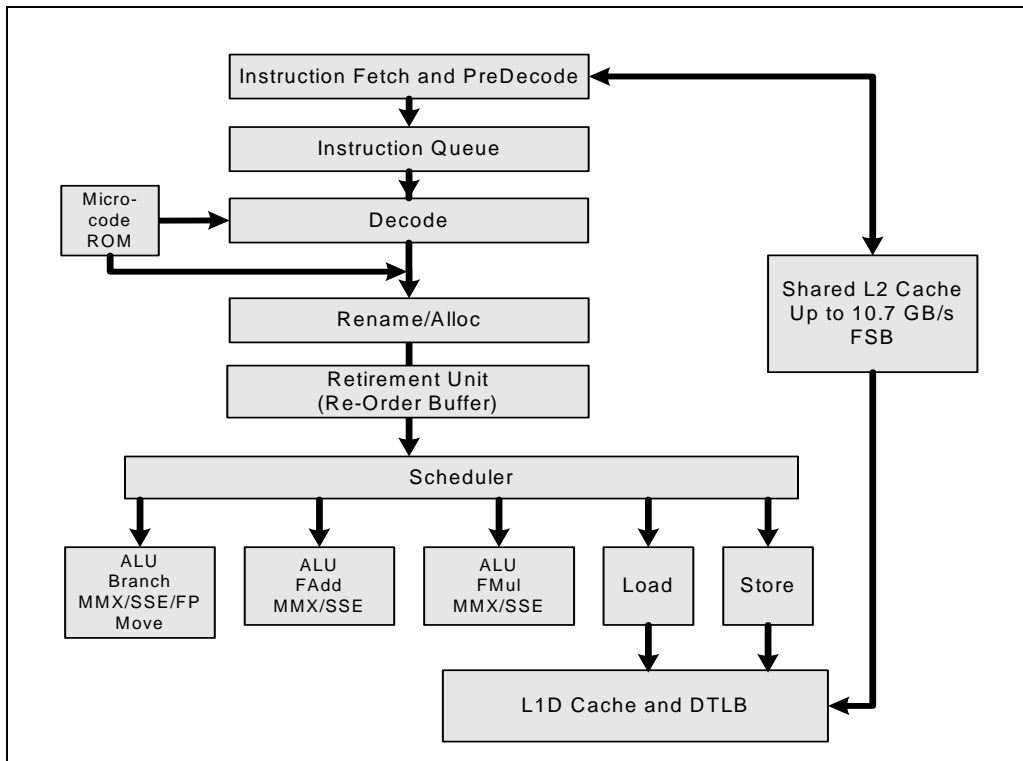 Instruction Fetch and PreDecode
Instruction Queue
Micro-
code
ROM
Decode
Shared L2 Cache
Up to 10.7 GB/s
FSB
Rename/Alloc
Retirement Unit
(Re-Order Buffer)
Scheduler
ALU
Branch
MMX/SSE/FP
Move
ALU
FAdd
MMX/SSE
ALU
FMul
MMX/SSE
Load
Store
L1D Cache and DTLB